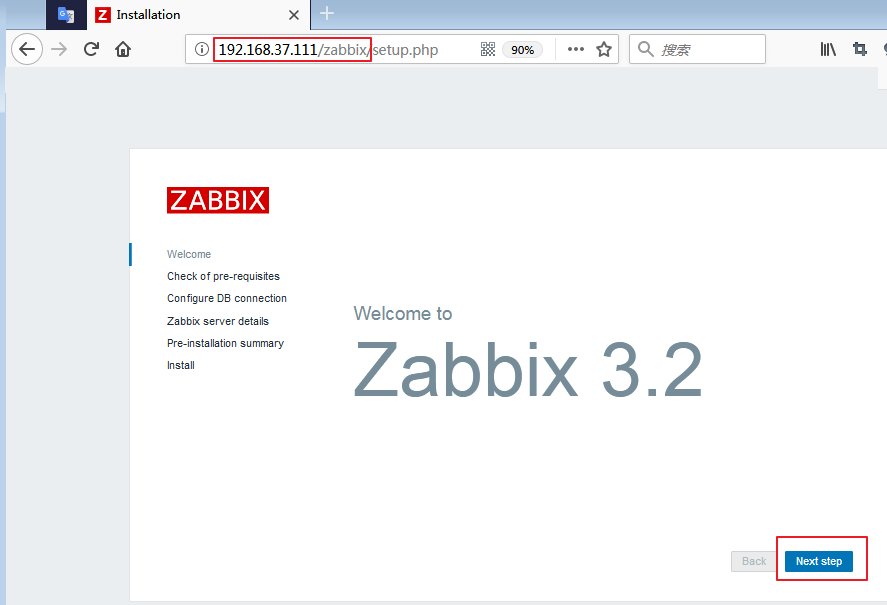 Installation
192.168.37.111/zabbix/setup.php
90%
搜索
ZABBIX
Welcome
Check of pre-requisites
Configure DB connection
Zabbix server details
Pre-installation summary
Install
Welcome to
Zabbix 3.2
Back
Next step